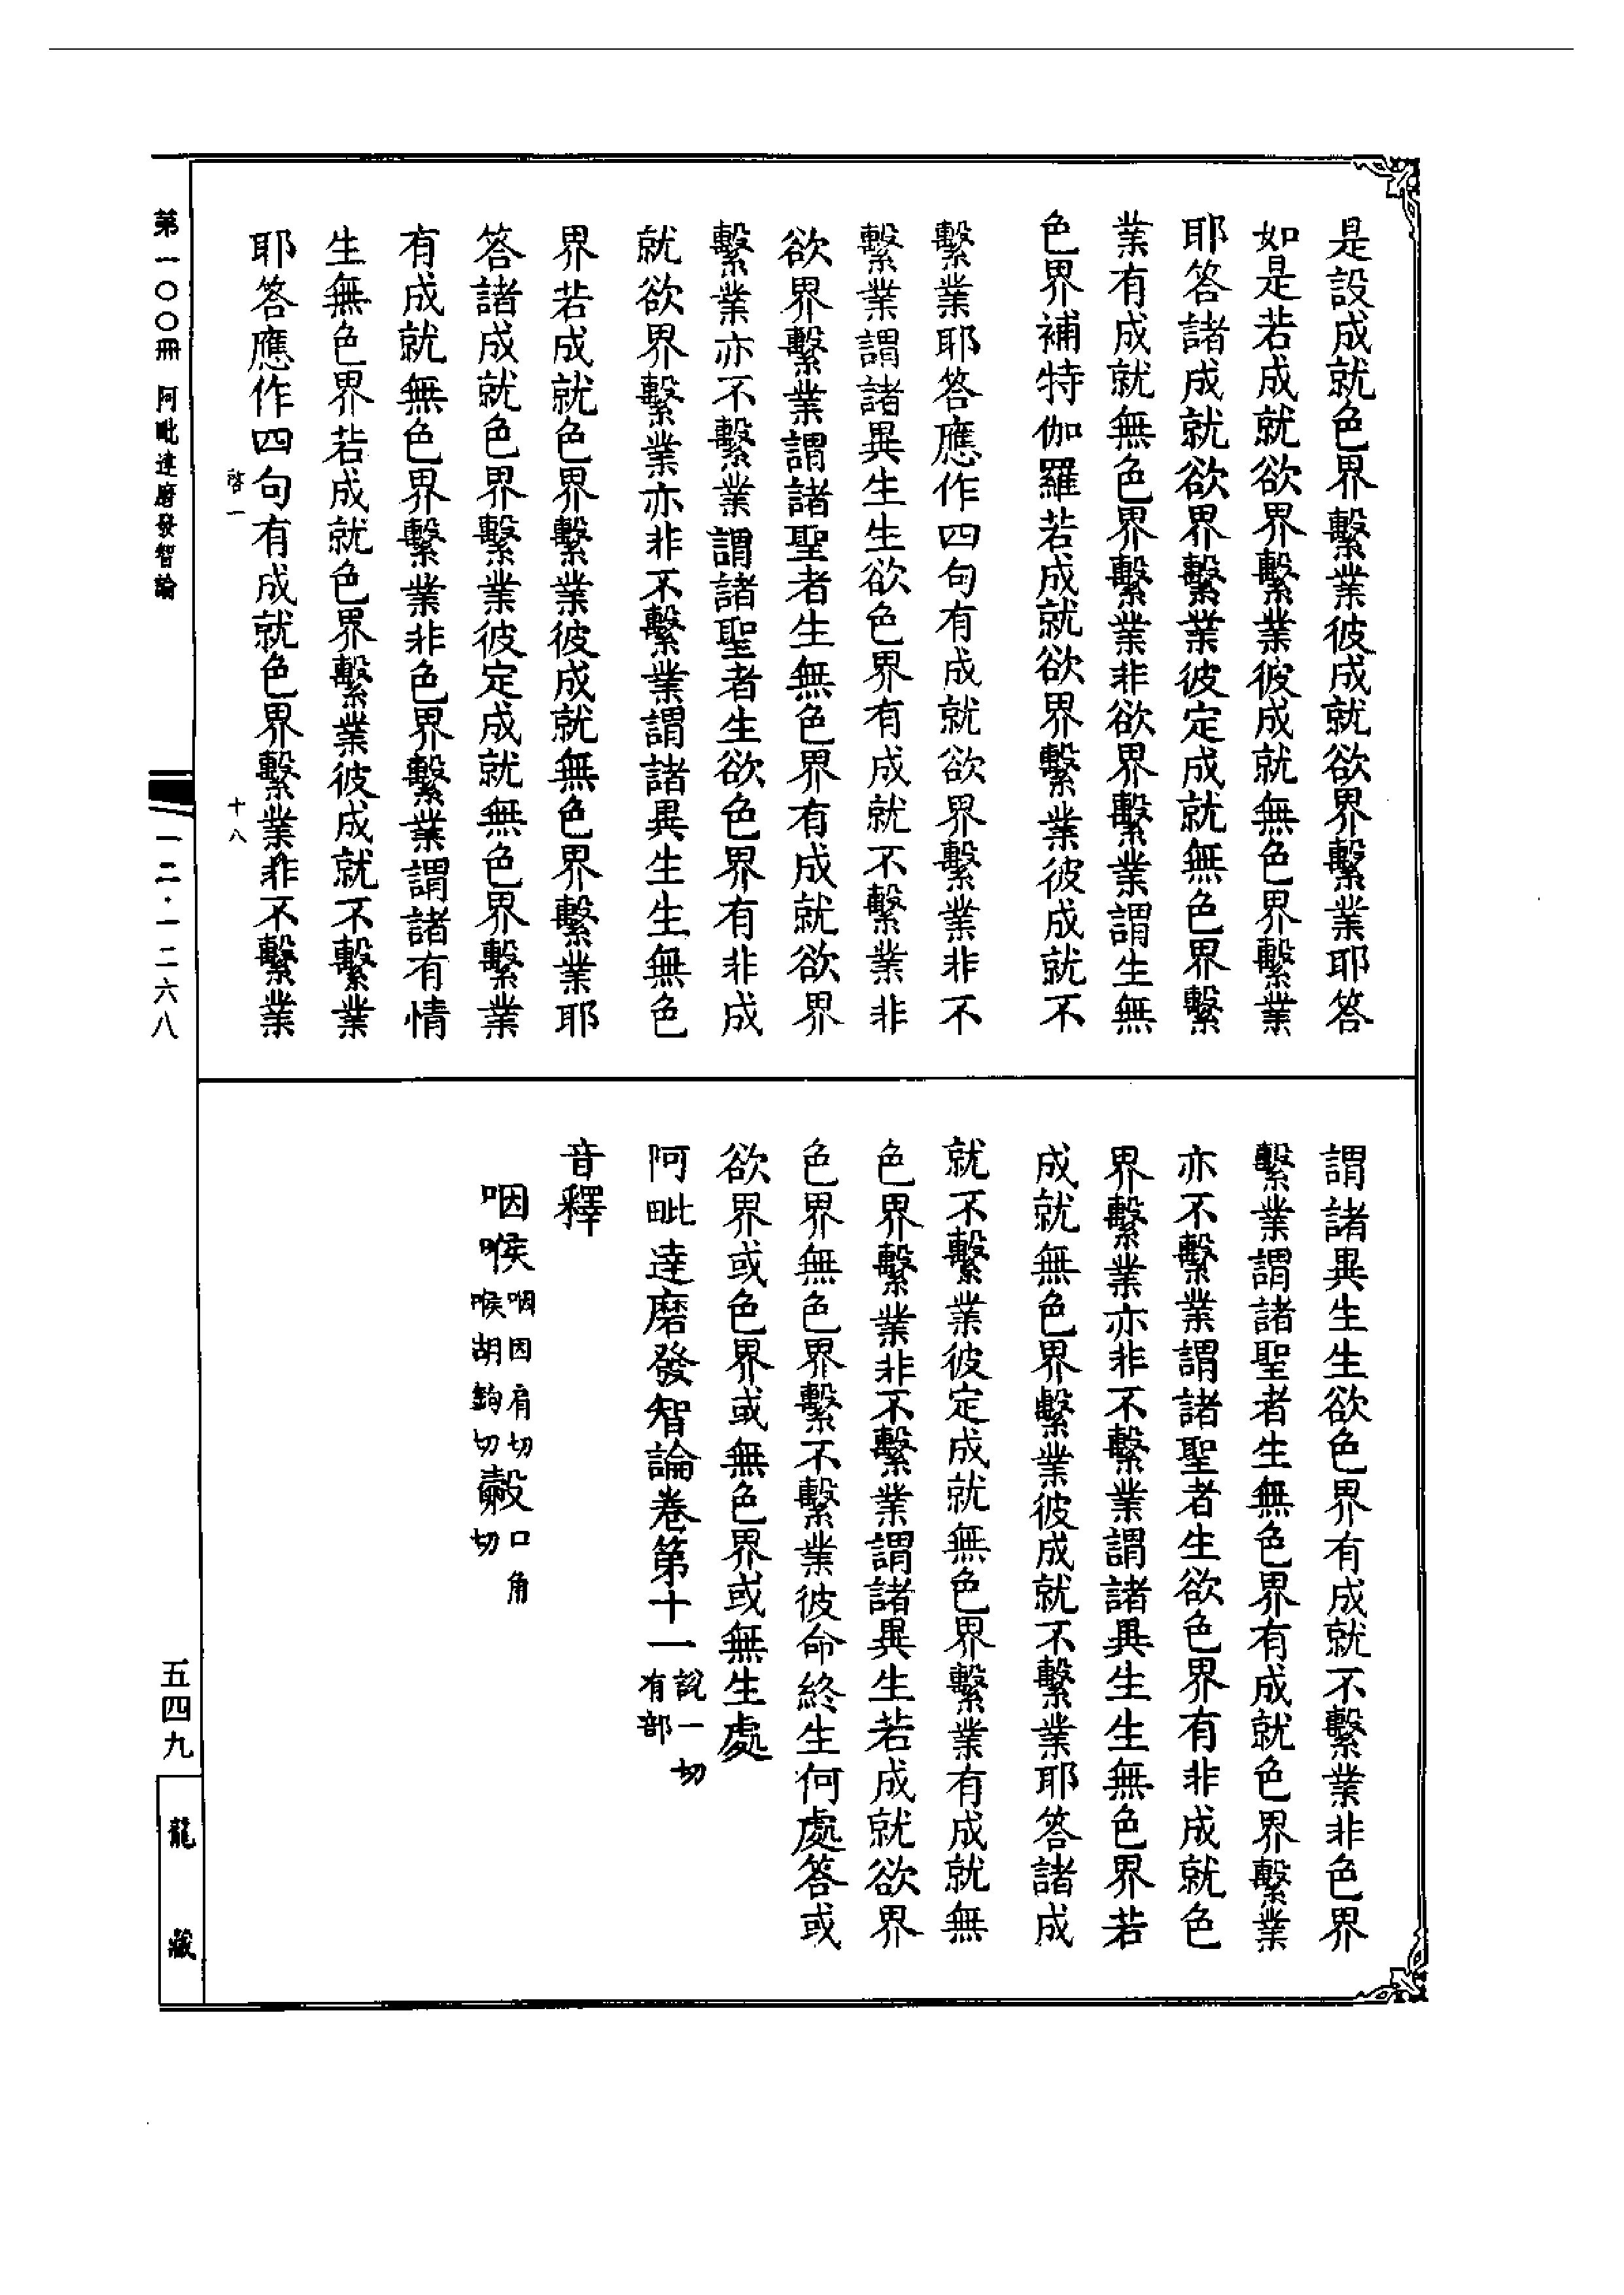 是設成就色界繫業彼成就欲界繫業耶答
如是若成就欲界繫業彼成就無色界繫業
耶答諸成就欲界繫業彼定成就無色界繫
業有成就無色界繫業非欲界繫業謂生無
色界補特伽羅若成就欲界繫業彼成就不
繫業耶答應作四句有成就欲界繫業非不
繫業謂諸異生生欲色界有成就不繫業非
欲界繫業謂諸聖者生無色界有成就欲界
繫業亦不繫業謂諸聖者生欲色界有非成
就欲界繫業亦非不繫業謂諸異生生無色
界若成就色界繫業彼成就無色界繫業耶
答諸成就色界繫業彼定成就無色界繫業
有成就無色界繫業非色界繫業謂諸有情
生無色界若成就色界繫業彼成就不繫業
耶答應作四句有成就色界繫業非不繫業
啓一 十八
謂諸異生生欲色界有成就不繫業非色界
繫業謂諸聖者生無色界有成就色界繫業
亦不繫業謂諸聖者生欲色界有非成就色
界繫業亦非不繫業謂諸異生生無色界若
成就無色界繫業彼成就不繫業耶答諸成
就不繫業彼定成就無色界繫業有成就無
色界繫業非不繫業謂諸異生若成就欲界
色界無色界繫不繫業彼命終生何處答或
欲界或色界或無色界或無生處
阿毗達磨發智論卷第十一 說一切有部
音釋
咽喉 咽因肩切 喉胡鉤切 㲉 口角切
第一〇〇冊 阿毗達磨發智論
一二·一二六八
五四九
龍藏